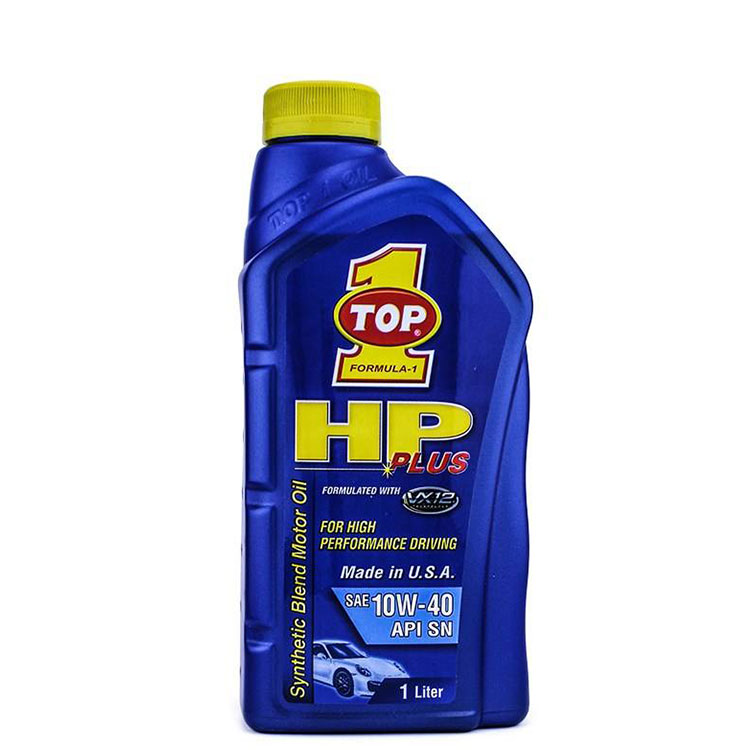 TOP 1 OIL
1
TOP®
FORMULA-1
HP
PLUS
FORMULATED WITH VX12
FOR HIGH
PERFORMANCE DRIVING
Made in U.S.A.
SAE 10W-40
API SN
1 Liter
Synthetic Blend Motor Oil